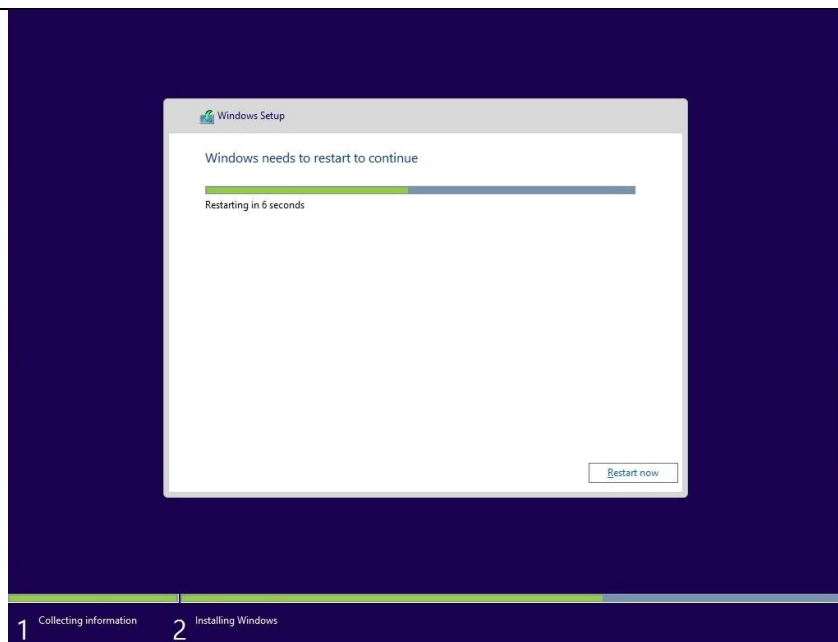 Windows Setup
Windows needs to restart to continue
Restarting in 6 seconds
Restart now
1 Collecting information
2 Installing Windows